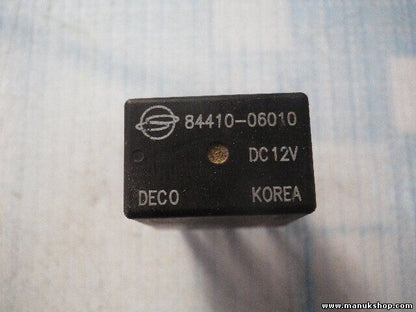 84410-06010
DC12V
DECO KOREA
www.manukshop.com